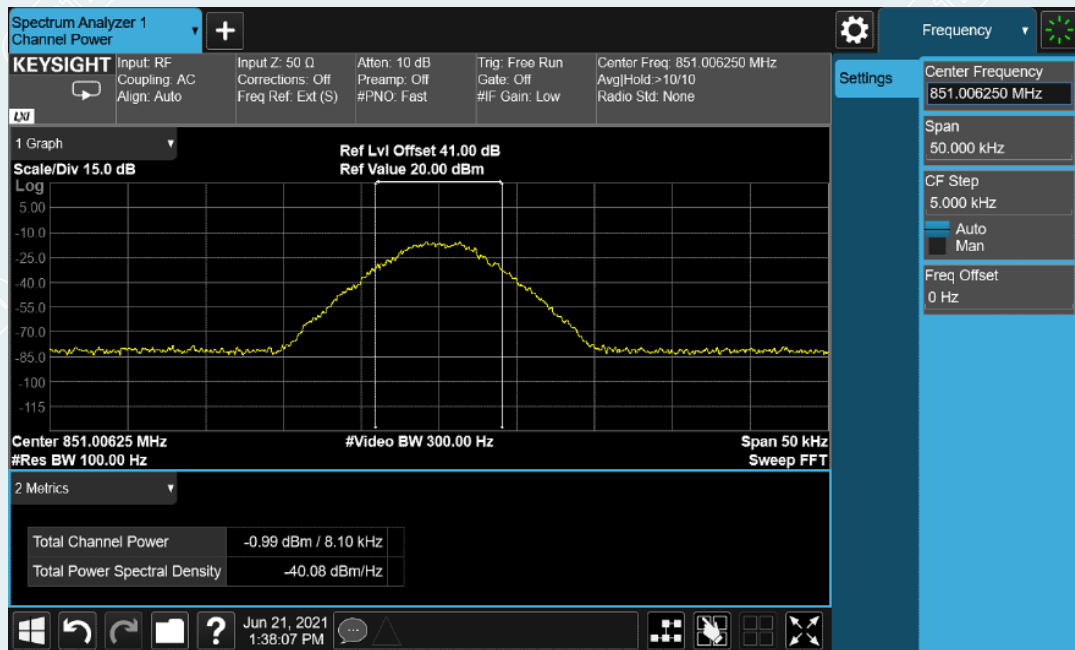 Spectrum Analyzer 1
Channel Power
+
Frequency
KEYSIGHT
LXI
Input: RF
Coupling: AC
Align: Auto
Input Z: 50 Ω
Corrections: Off
Freq Ref: Ext (S)
Atten: 10 dB
Preamp: Off
#PNO: Fast
Trig: Free Run
Gate: Off
#IF Gain: Low
Center Freq: 851.006250 MHz
Avg|Hold:>10/10
Radio Std: None
Settings
Center Frequency
851.006250 MHz
Span
50.000 kHz
CF Step
5.000 kHz
Auto
Man
Freq Offset
0 Hz
1 Graph
Scale/Div 15.0 dB
Ref Lvl Offset 41.00 dB
Ref Value 20.00 dBm
Log
5.00
-10.0
-25.0
-40.0
-55.0
-70.0
-85.0
-100
-115
Center 851.00625 MHz
#Video BW 300.00 Hz
Span 50 kHz
#Res BW 100.00 Hz
Sweep FFT
2 Metrics
Total Channel Power -0.99 dBm / 8.10 kHz
Total Power Spectral Density -40.08 dBm/Hz
?
Jun 21, 2021
1:38:07 PM